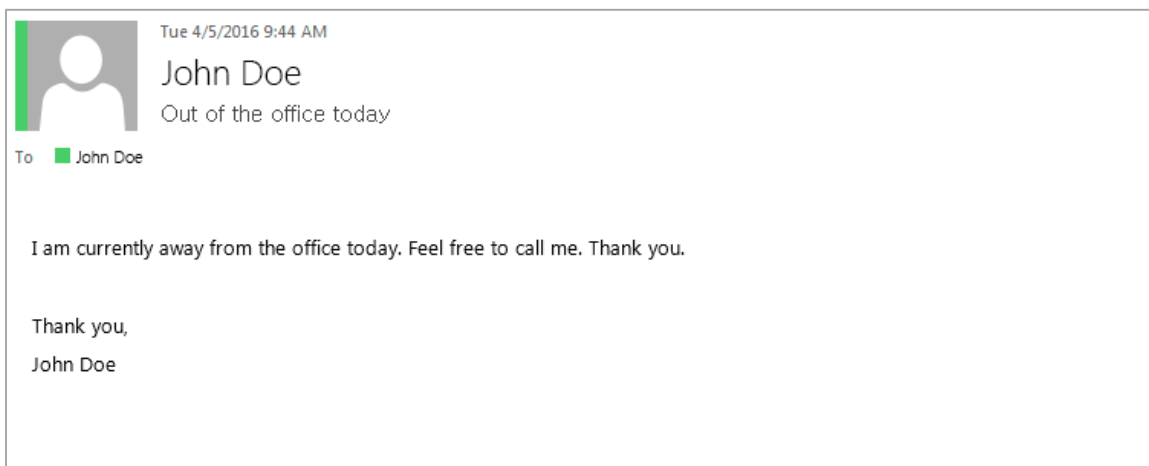 Tue 4/5/2016 9:44 AM
John Doe
Out of the office today
To John Doe
I am currently away from the office today. Feel free to call me. Thank you.
Thank you,
John Doe